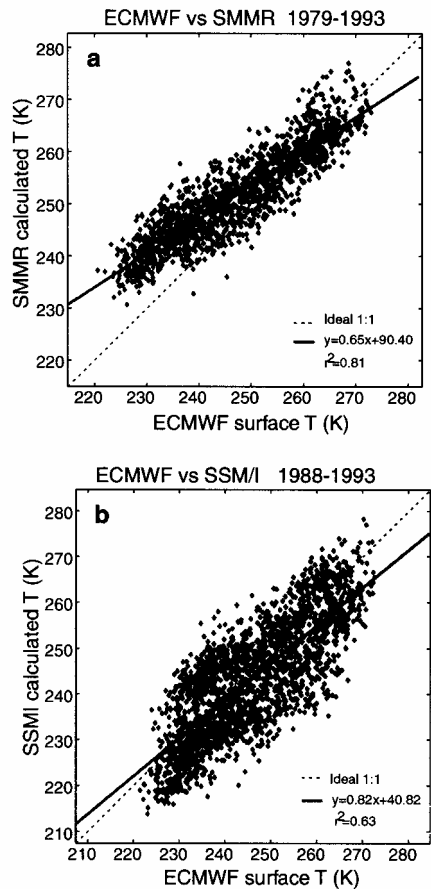 ECMWF vs SMMR 1979-1993
a
280
270
260
250
240
230
220
SMMR calculated T (K)
Ideal 1:1
y=0.65x+90.40
r2=0.81
220 230 240 250 260 270 280
ECMWF surface T (K)
ECMWF vs SSM/I 1988-1993
b
280
270
260
250
240
230
220
210
SSMI calculated T (K)
Ideal 1:1
y=0.82x+40.82
r2=0.63
210 220 230 240 250 260 270 280
ECMWF surface T (K)